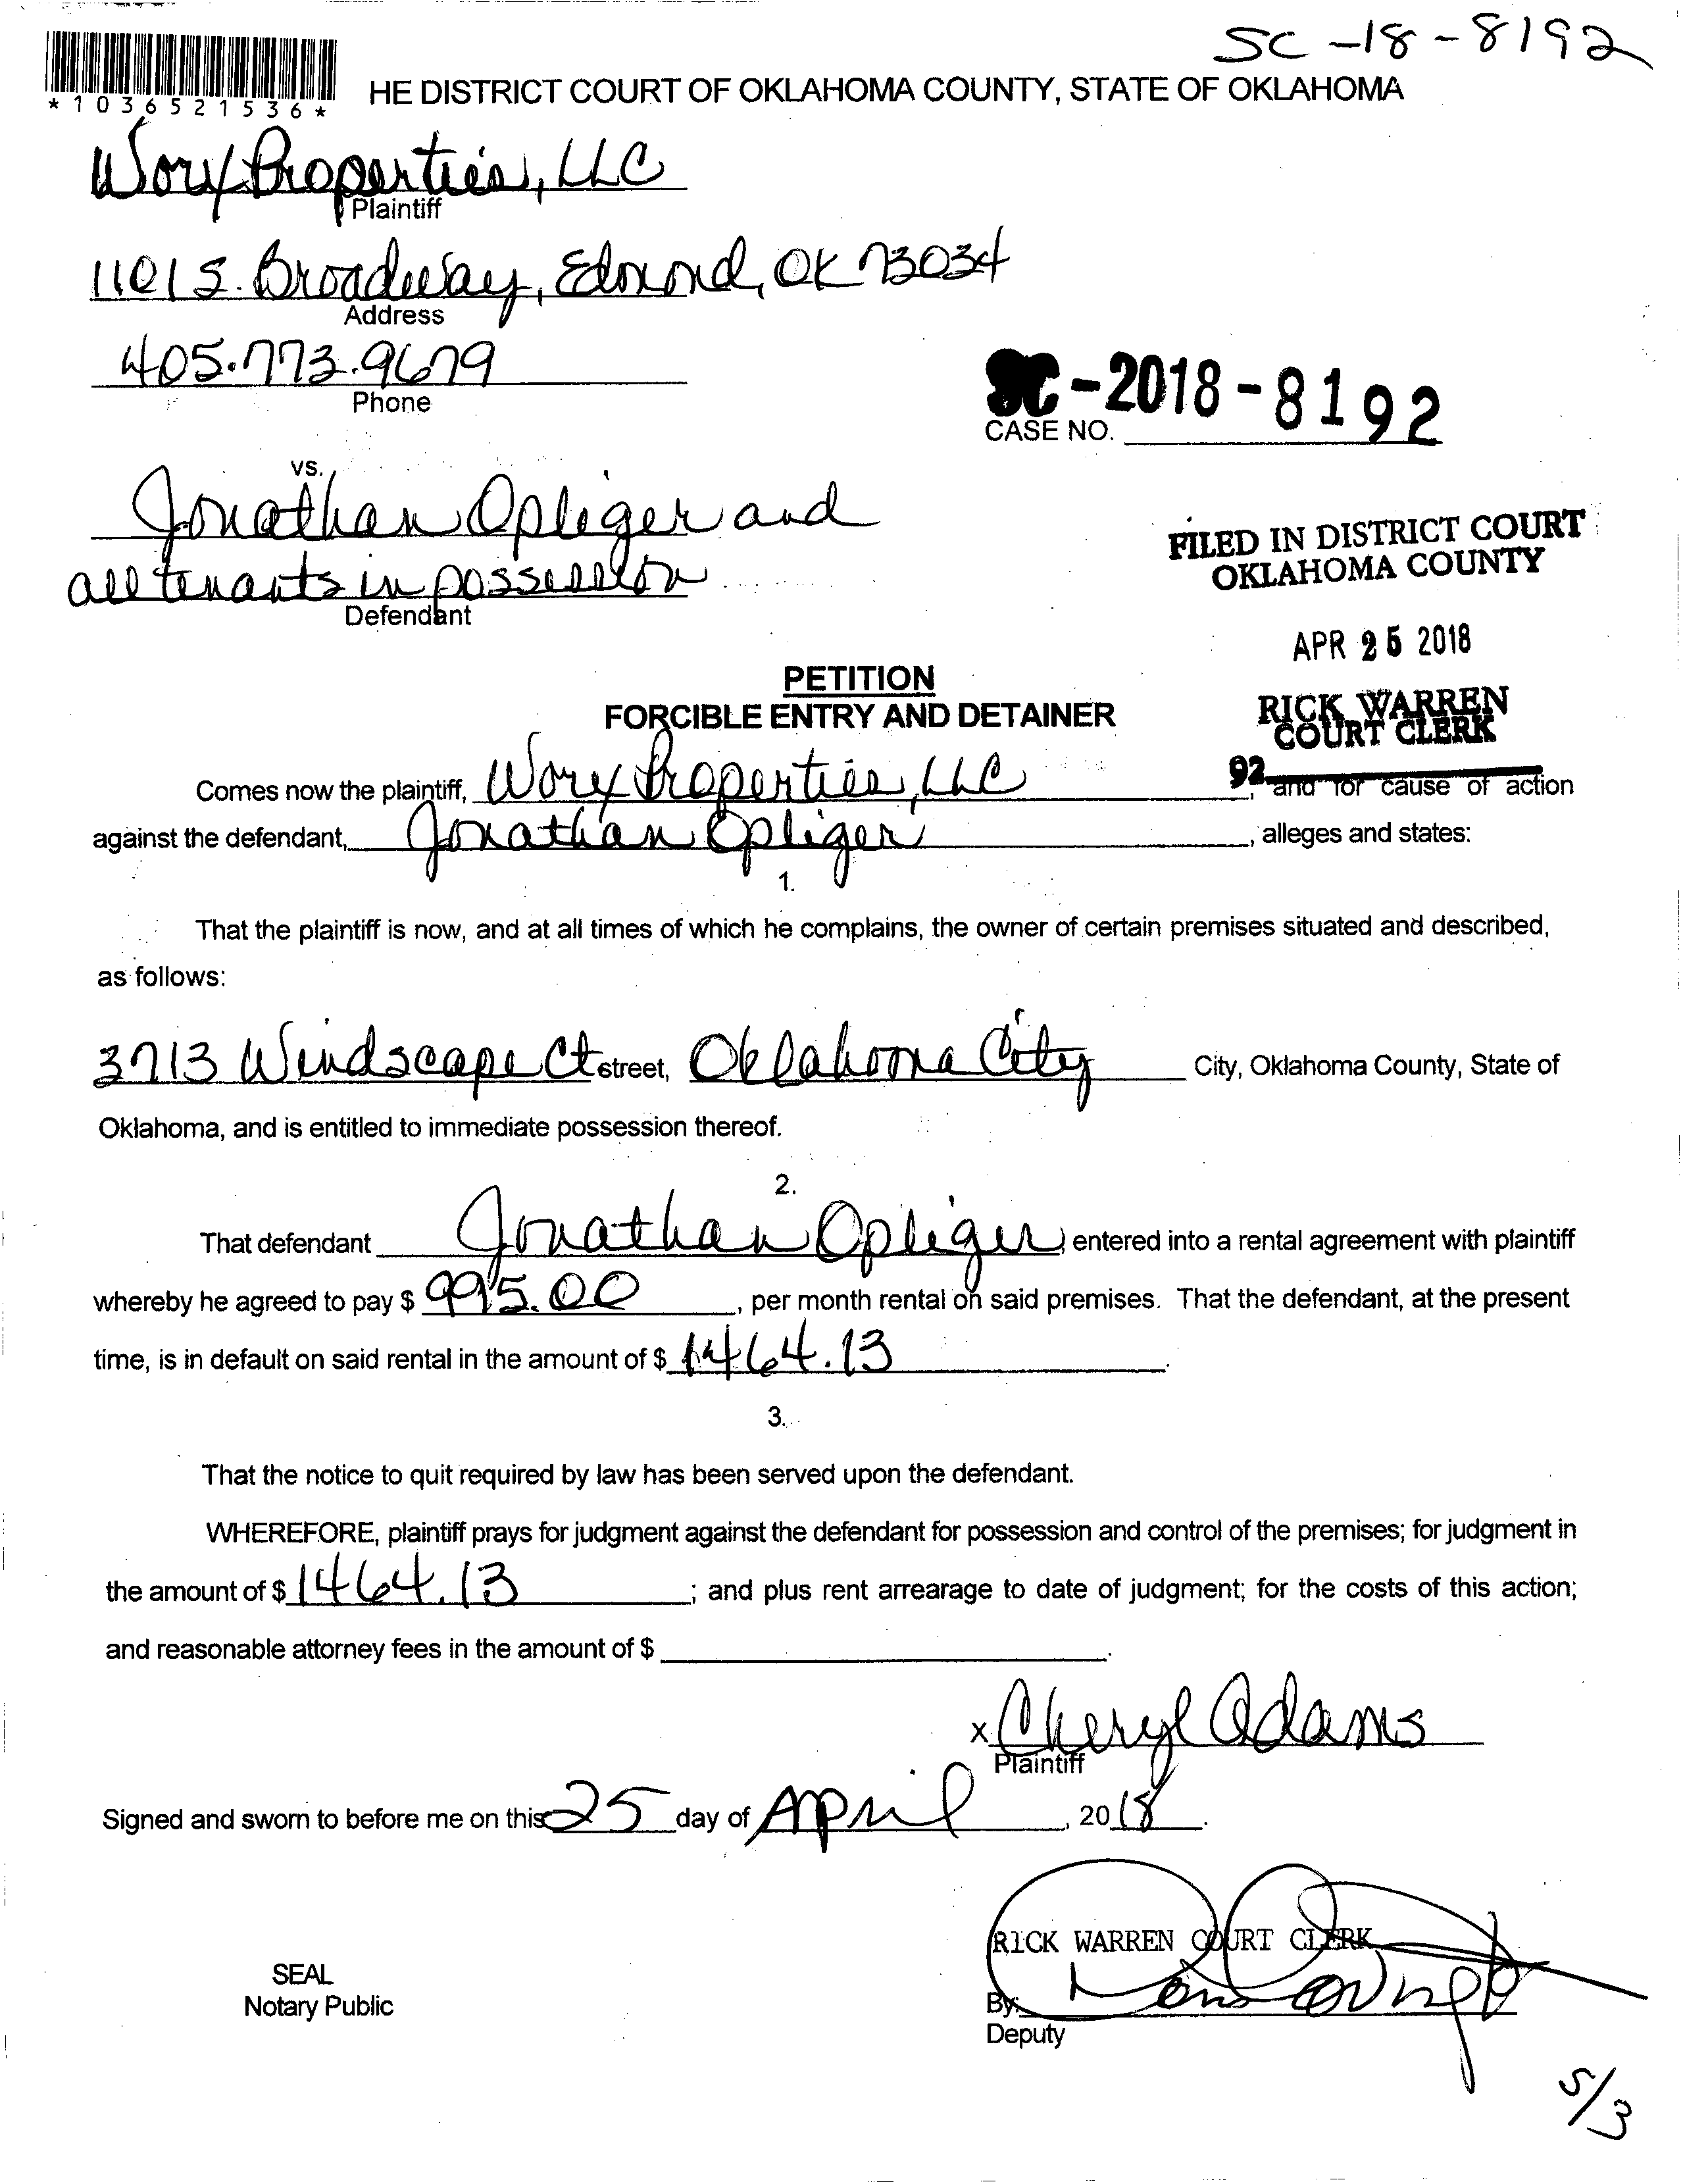 SC-18-8192
*1036521536*
HE DISTRICT COURT OF OKLAHOMA COUNTY, STATE OF OKLAHOMA
Worx Properties, LLC
Plaintiff
1101 S. Broadway, Edmond, OK 73034
Address
405.773.9679
Phone
SC-2018-8192
CASE NO.
vs.
Jonathan Opliger and
all tenants in possession
Defendant
FILED IN DISTRICT COURT
OKLAHOMA COUNTY
APR 25 2018
RICK WARREN
COURT CLERK
92
PETITION
FORCIBLE ENTRY AND DETAINER
Comes now the plaintiff, Worx Properties, LLC, and for cause of action
against the defendant, Jonathan Opliger, alleges and states:
1.
That the plaintiff is now, and at all times of which he complains, the owner of certain premises situated and described,
as follows:
3713 Windscape Ct street, Oklahoma City City, Oklahoma County, State of
Oklahoma, and is entitled to immediate possession thereof.
2.
That defendant Jonathan Opliger, entered into a rental agreement with plaintiff
whereby he agreed to pay $ 995.00, per month rental on said premises. That the defendant, at the present
time, is in default on said rental in the amount of $ 1464.13.
3.
That the notice to quit required by law has been served upon the defendant.
WHEREFORE, plaintiff prays for judgment against the defendant for possession and control of the premises; for judgment in
the amount of $ 1464.13; and plus rent arrearage to date of judgment; for the costs of this action;
and reasonable attorney fees in the amount of $ .
x Cheryl Adams
Plaintiff
Signed and sworn to before me on this 25 day of April, 2018.
RICK WARREN COURT CLERK
SEAL
Notary Public
By:
Deputy
5/3